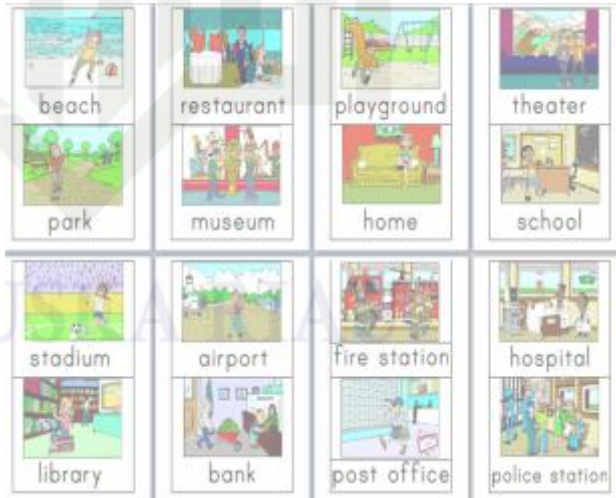 beach restaurant playground theater
park museum home school
stadium airport fire station hospital
library bank post office police station